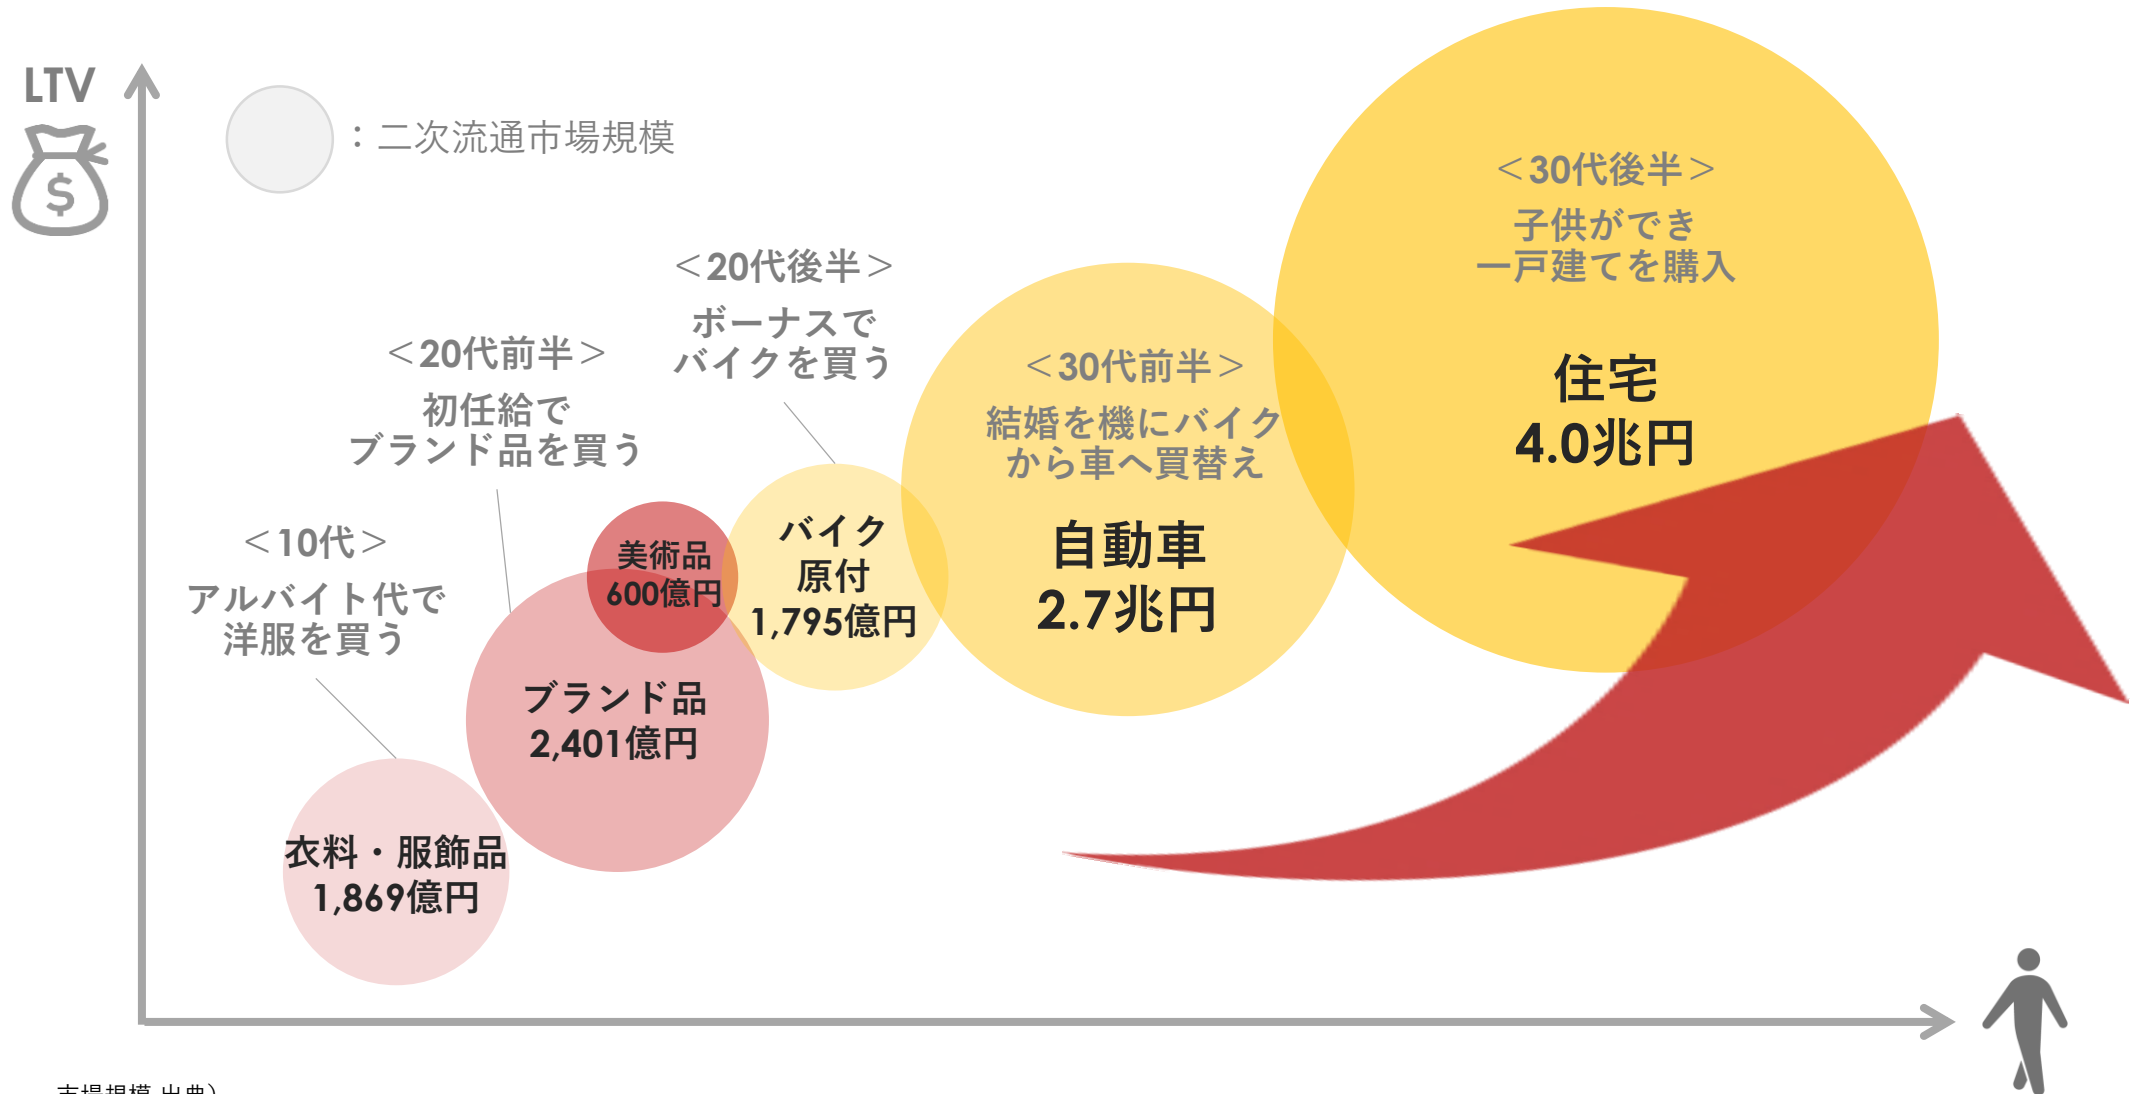 LTV
$
：二次流通市場規模
＜10代＞
アルバイト代で
洋服を買う
衣料・服飾品
1,869億円
＜20代前半＞
初任給で
ブランド品を買う
ブランド品
2,401億円
美術品
600億円
＜20代後半＞
ボーナスで
バイクを買う
バイク
原付
1,795億円
＜30代前半＞
結婚を機にバイク
から車へ買替え
自動車
2.7兆円
＜30代後半＞
子供ができ
一戸建てを購入
住宅
4.0兆円
市場規模 出典）